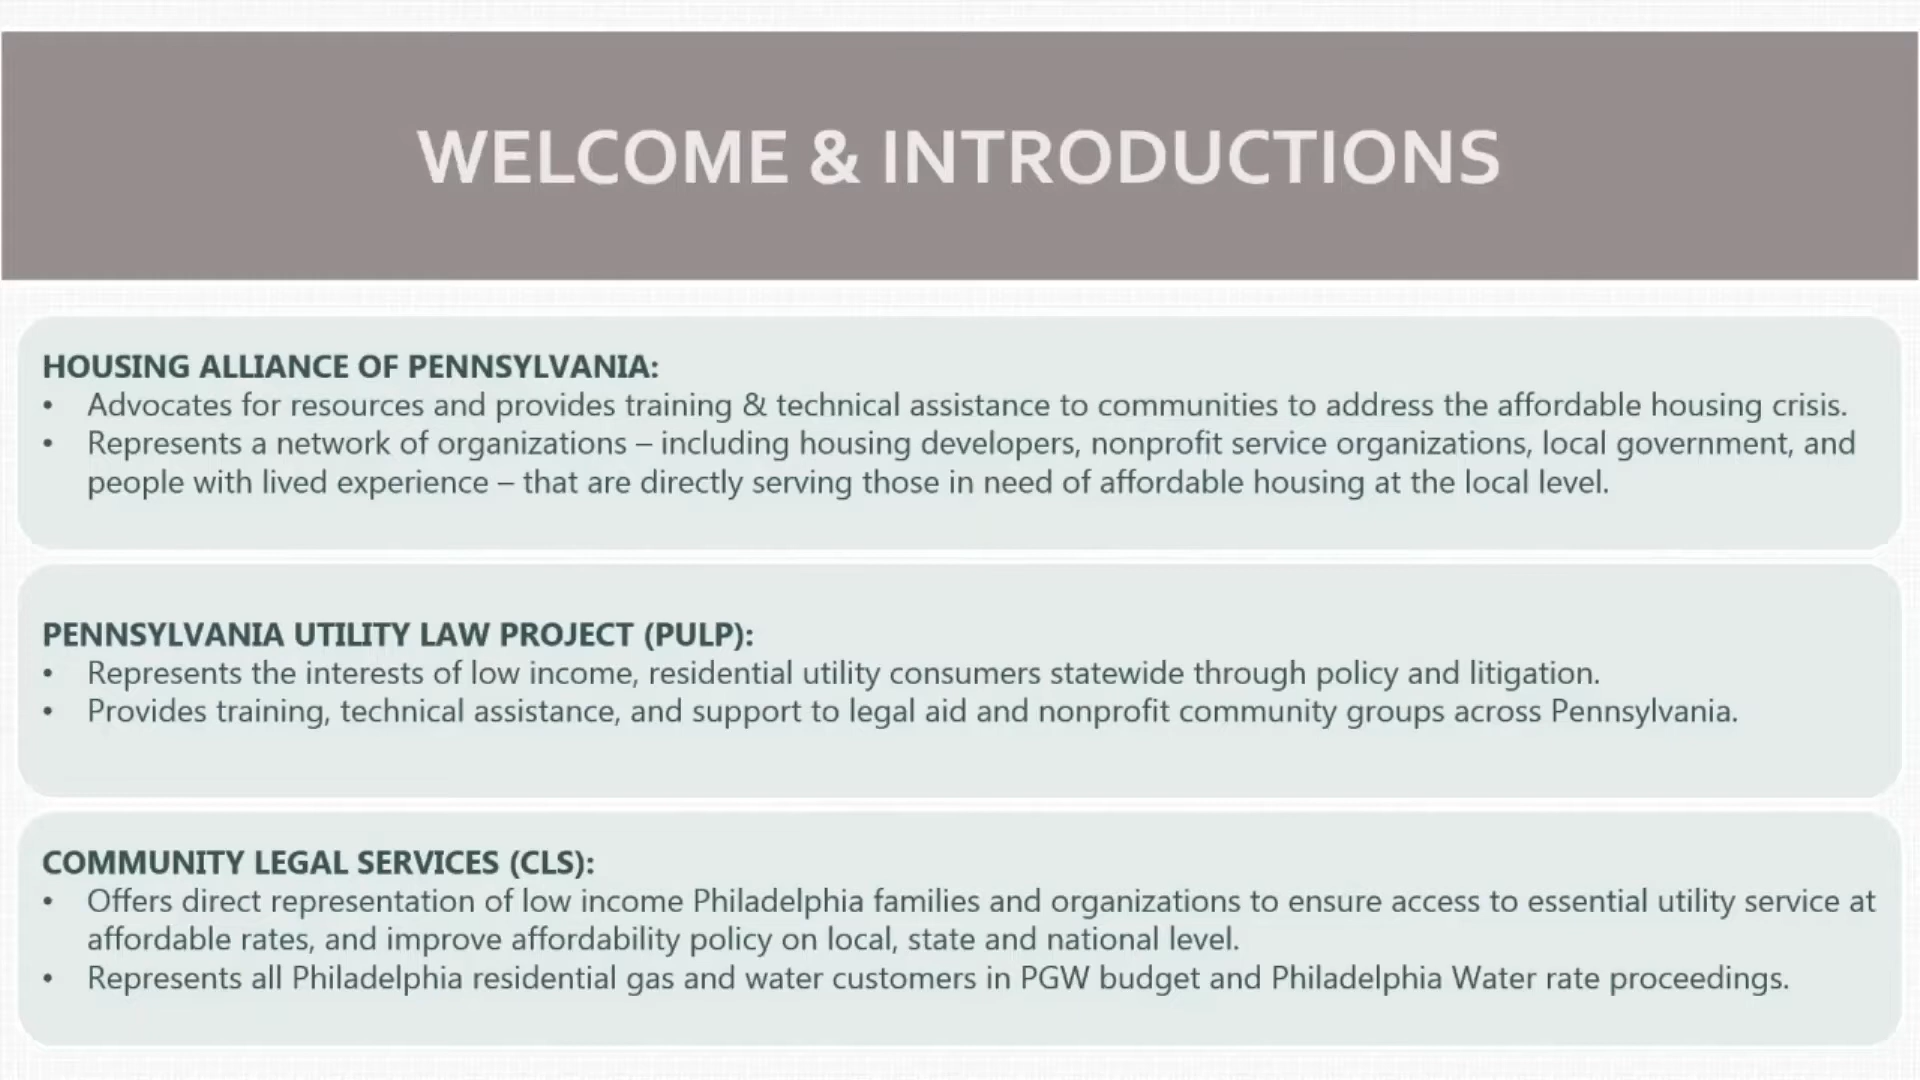 WELCOME & INTRODUCTIONS
HOUSING ALLIANCE OF PENNSYLVANIA:
• Advocates for resources and provides training & technical assistance to communities to address the affordable housing crisis.
• Represents a network of organizations – including housing developers, nonprofit service organizations, local government, and
people with lived experience – that are directly serving those in need of affordable housing at the local level.
PENNSYLVANIA UTILITY LAW PROJECT (PULP):
• Represents the interests of low income, residential utility consumers statewide through policy and litigation.
• Provides training, technical assistance, and support to legal aid and nonprofit community groups across Pennsylvania.
COMMUNITY LEGAL SERVICES (CLS):
• Offers direct representation of low income Philadelphia families and organizations to ensure access to essential utility service at
affordable rates, and improve affordability policy on local, state and national level.
• Represents all Philadelphia residential gas and water customers in PGW budget and Philadelphia Water rate proceedings.